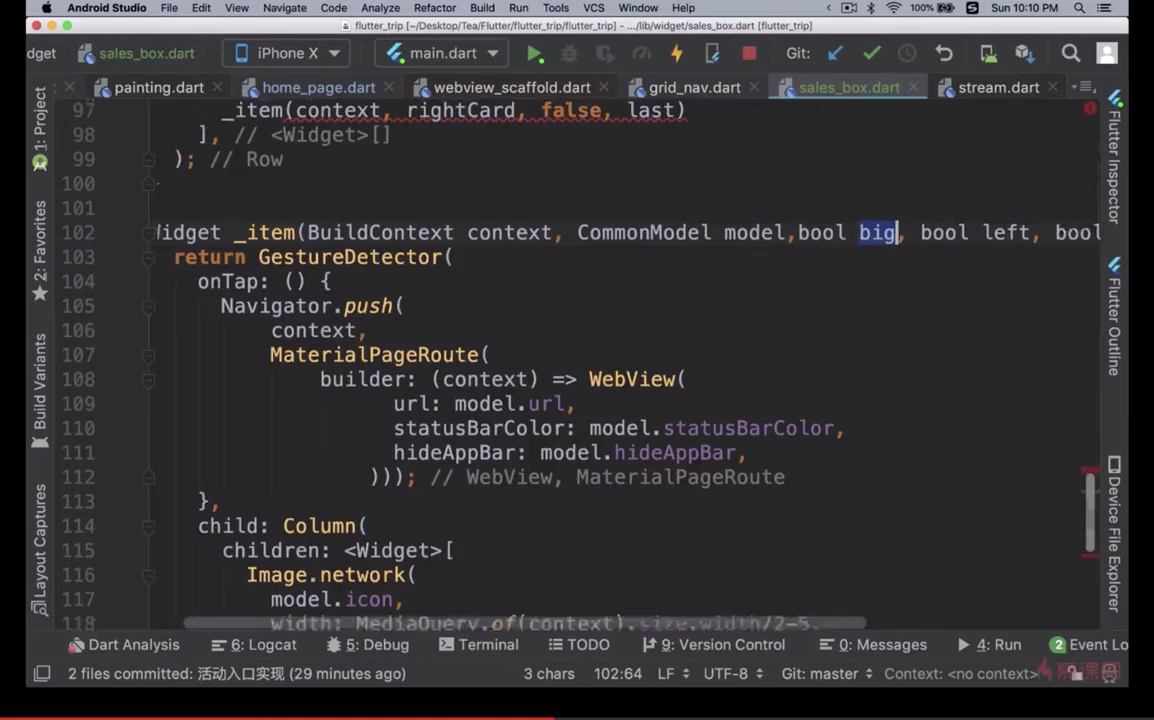 Android Studio File Edit View Navigate Code Analyze Refactor Build Run Tools VCS Window Help 100% Sun 10:10 PM
flutter_trip [~/Desktop/Tea/Flutter/flutter_trip/flutter_trip] - .../lib/widget/sales_box.dart [flutter_trip]
dget sales_box.dart iPhone X main.dart Git:
painting.dart home_page.dart webview_scaffold.dart grid_nav.dart sales_box.dart stream.dart
97 _item(context, rightCard, false, last)
98 ], // <Widget>[]
99 ); // Row
100
101
102 Widget _item(BuildContext context, CommonModel model,bool big, bool left, bool
103 return GestureDetector(
104 onTap: () {
105 Navigator.push(
106 context,
107 MaterialPageRoute(
108 builder: (context) => WebView(
109 url: model.url,
110 statusBarColor: model.statusBarColor,
111 hideAppBar: model.hideAppBar,
112 ))); // WebView, MaterialPageRoute
113 },
114 child: Column(
115 children: <Widget>[
116 Image.network(
117 model.icon,
118 width: MediaQuery.of(context).size.width/2-5,
1: Project
2: Favorites
Build Variants
Layout Captures
Flutter Inspector
Flutter Outline
Device File Explorer
Dart Analysis 6: Logcat 5: Debug Terminal TODO 9: Version Control 0: Messages 4: Run 2 Event Lo
2 files committed: 活动入口实现 (29 minutes ago) 3 chars 102:64 LF UTF-8 Git: master Context: <no context>